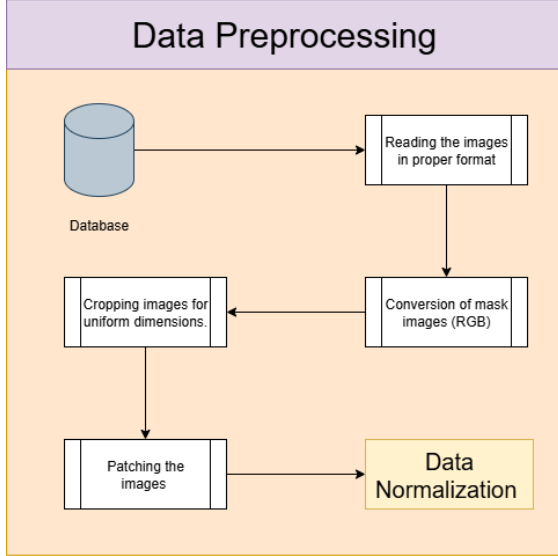 Data Preprocessing
Reading the images
in proper format
Database
Cropping images for
uniform dimensions.
Conversion of mask
images (RGB)
Patching the
images
Data
Normalization